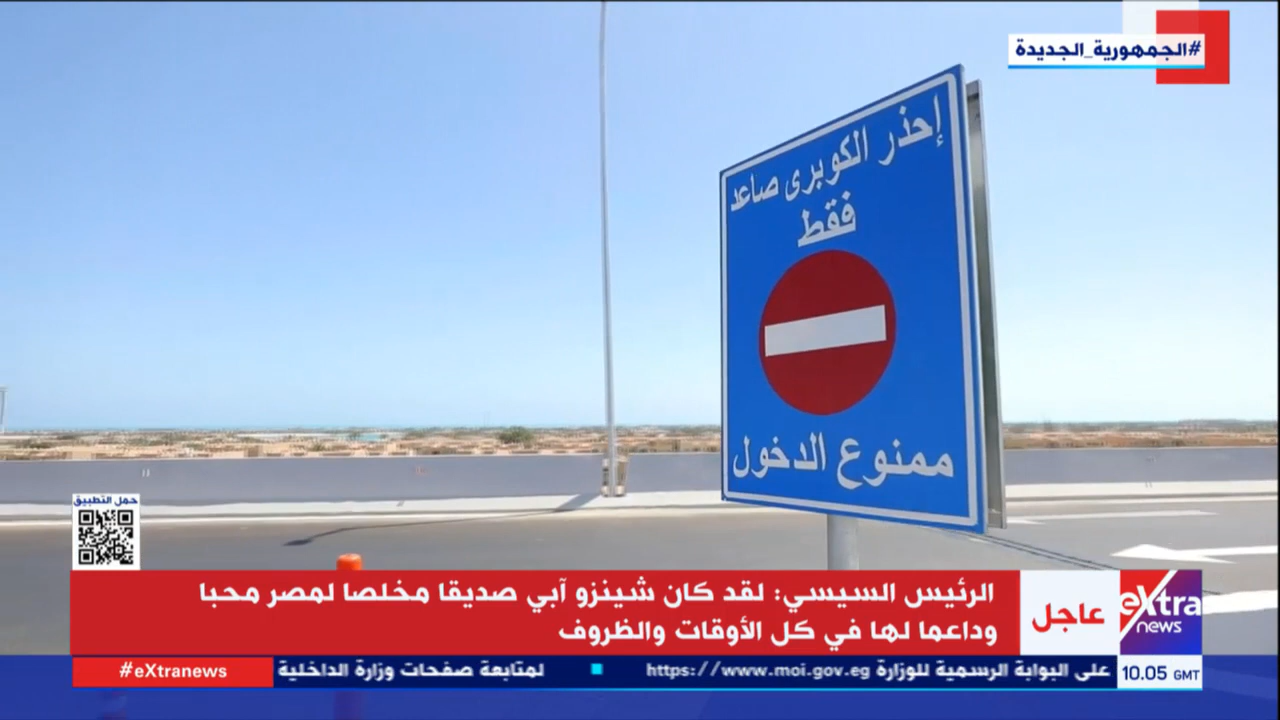 #الجمهورية_الجديدة
إحذر الكوبرى صاعد
فقط
ممنوع الدخول
حمل التطبيق
عاجل
الرئيس السيسي: لقد كان شينزو آبي صديقا مخلصا لمصر محبا
وداعما لها في كل الأوقات والظروف
eXtra
news
#eXtranews
على البوابة الرسمية للوزارة https://www.moi.gov.eg
لمتابعة صفحات وزارة الداخلية
10.05 GMT